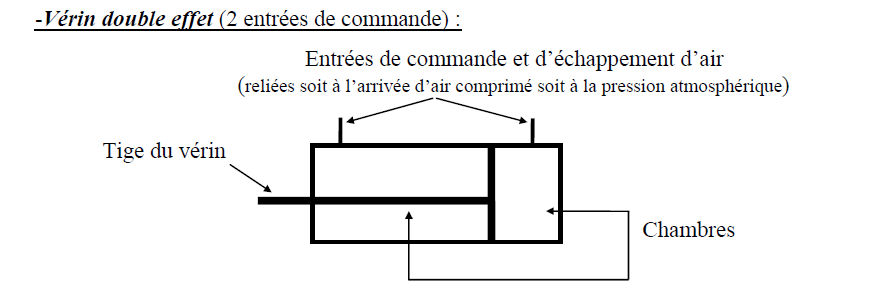 -Vérin double effet (2 entrées de commande) :
Entrées de commande et d’échappement d’air
(reliées soit à l’arrivée d’air comprimé soit à la pression atmosphérique)
Tige du vérin
Chambres